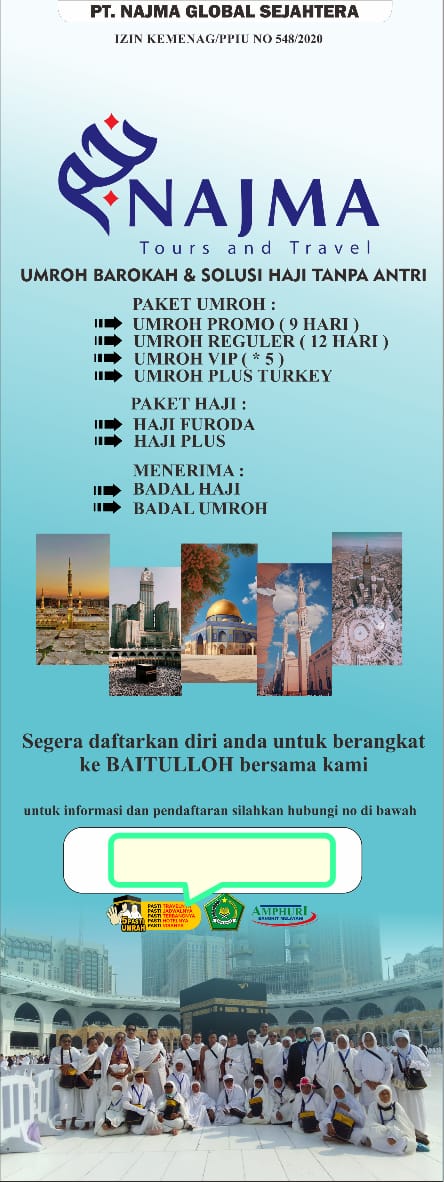 PT. NAJMA GLOBAL SEJAHTERA
IZIN KEMENAG/PPIU NO 548/2020
NAJMA
Tours and Travel
UMROH BAROKAH & SOLUSI HAJI TANPA ANTRI
PAKET UMROH :
UMROH PROMO ( 9 HARI )
UMROH REGULER ( 12 HARI )
UMROH VIP ( * 5 )
UMROH PLUS TURKEY
PAKET HAJI :
HAJI FURODA
HAJI PLUS
MENERIMA :
BADAL HAJI
BADAL UMROH
Segera daftarkan diri anda untuk berangkat
ke BAITULLOH bersama kami
untuk informasi dan pendaftaran silahkan hubungi no di bawah
5 PASTI
UMRAH
PASTI TRAVELNYA
PASTI JADWALNYA
PASTI TERBANGNYA
PASTI HOTELNYA
PASTI VISANYA
AMPHURI